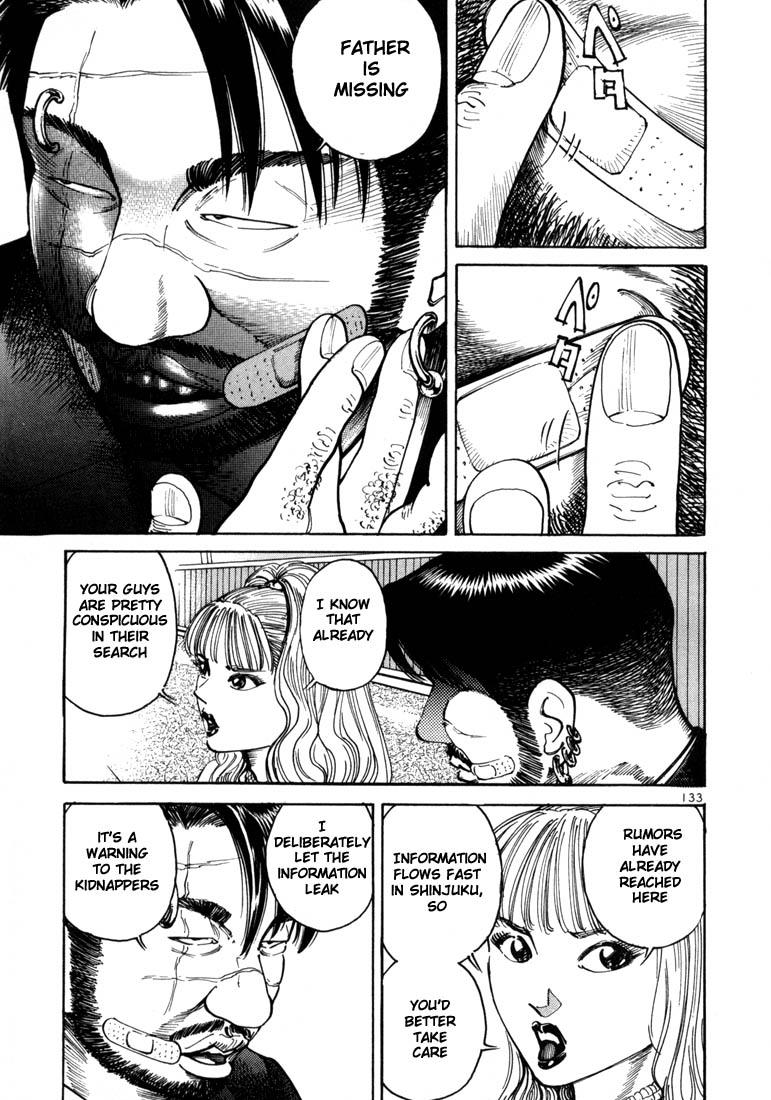 ペタ
ペタ
FATHER
IS
MISSING
I KNOW
THAT
ALREADY
YOUR GUYS
ARE PRETTY
CONSPICUOUS
IN THEIR
SEARCH
133
RUMORS
HAVE
ALREADY
REACHED
HERE
INFORMATION
FLOWS FAST
IN SHINJUKU,
SO
YOU'D
BETTER
TAKE
CARE
I
DELIBERATELY
LET THE
INFORMATION
LEAK
IT'S A
WARNING
TO THE
KIDNAPPERS